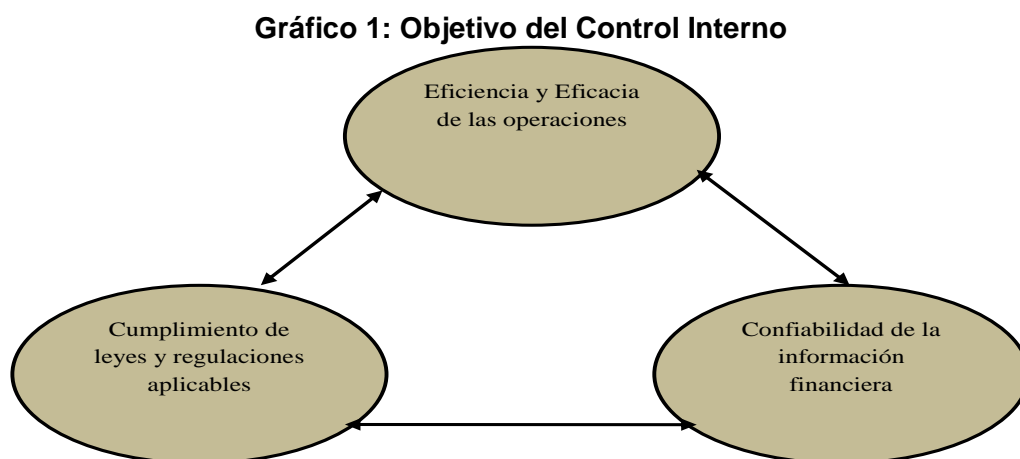 Gráfico 1: Objetivo del Control Interno
Eficiencia y Eficacia
de las operaciones
Cumplimiento de
leyes y regulaciones
aplicables
Confiabilidad de la
información
financiera